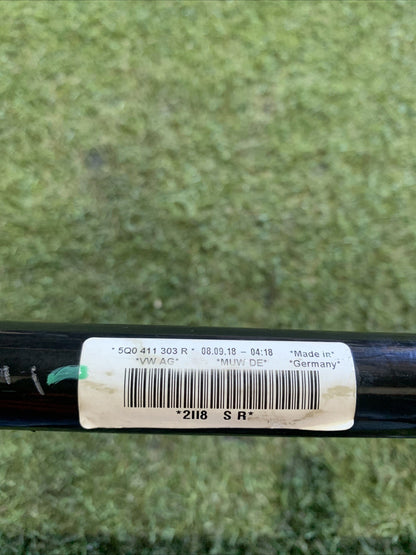 * 5Q0 411 303 R * 08.09.18 – 04:18 *Made in*
*VW AG* *MUW-DE* *Germany*
*2118 S R*